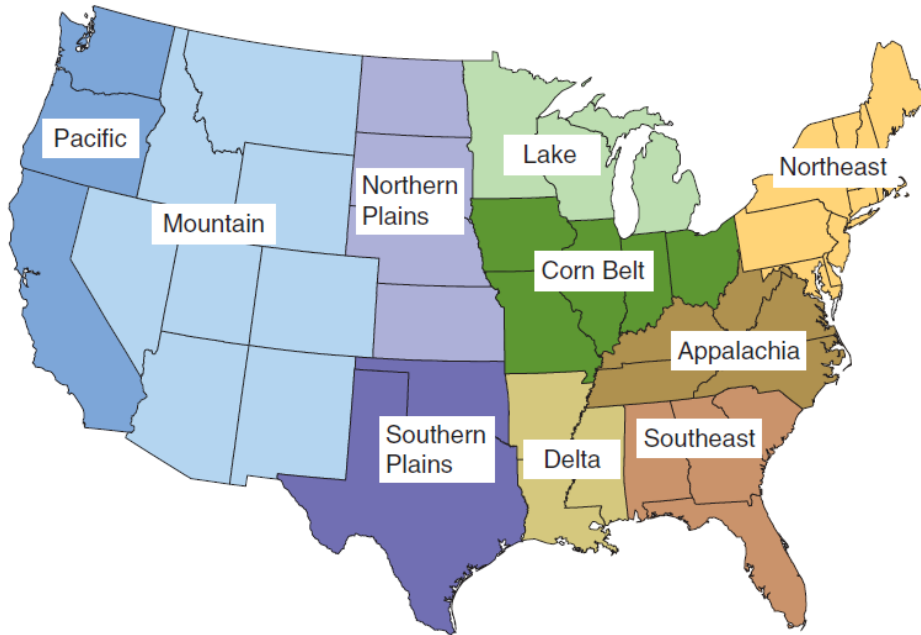 Pacific
Mountain
Northern
Plains
Lake
Northeast
Corn Belt
Appalachia
Southern
Plains
Delta
Southeast